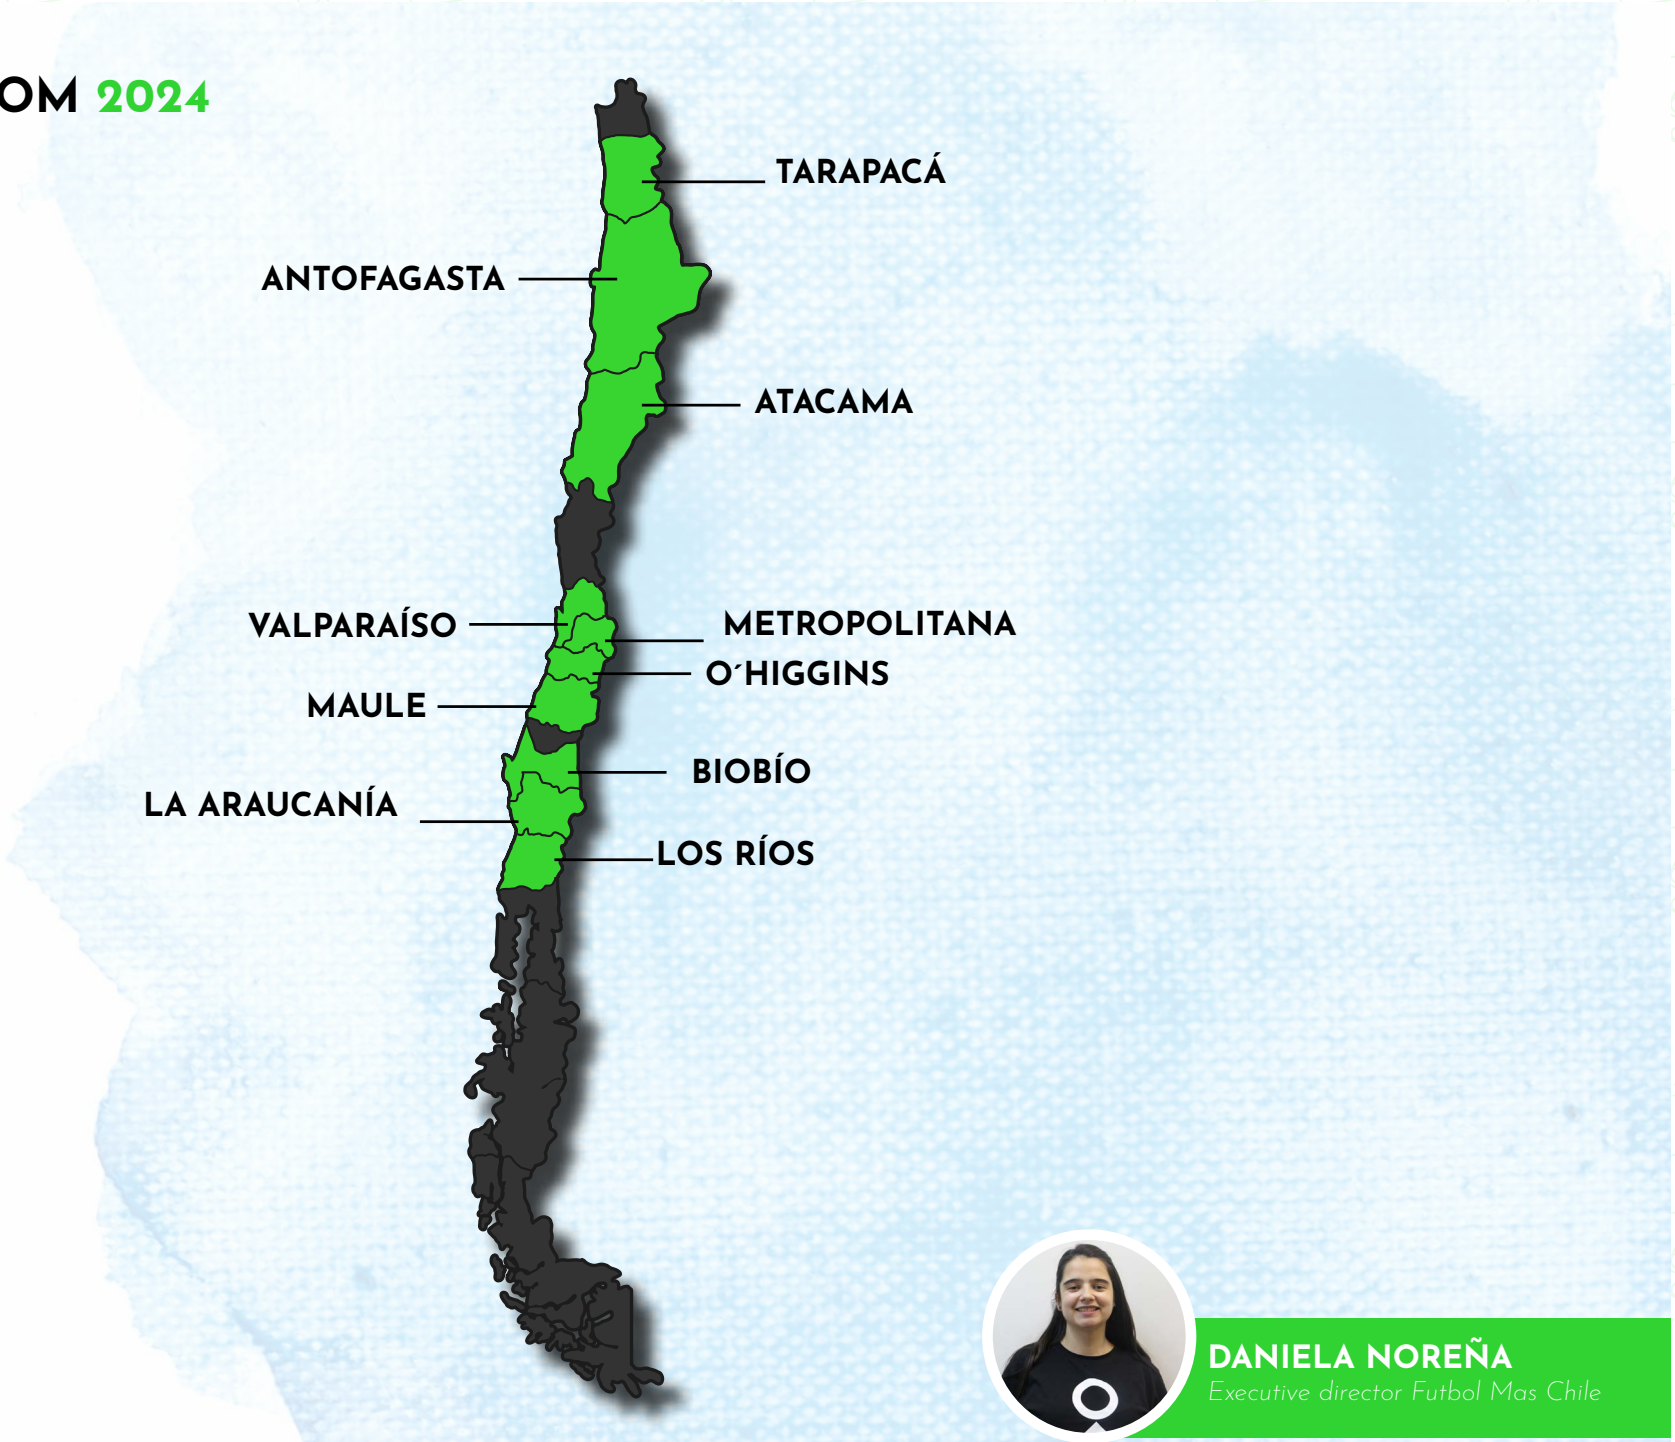 OM 2024
TARAPACÁ
ANTOFAGASTA
ATACAMA
VALPARAÍSO
METROPOLITANA
O´HIGGINS
MAULE
BIOBÍO
LA ARAUCANÍA
LOS RÍOS
DANIELA NOREÑA
Executive director Futbol Mas Chile